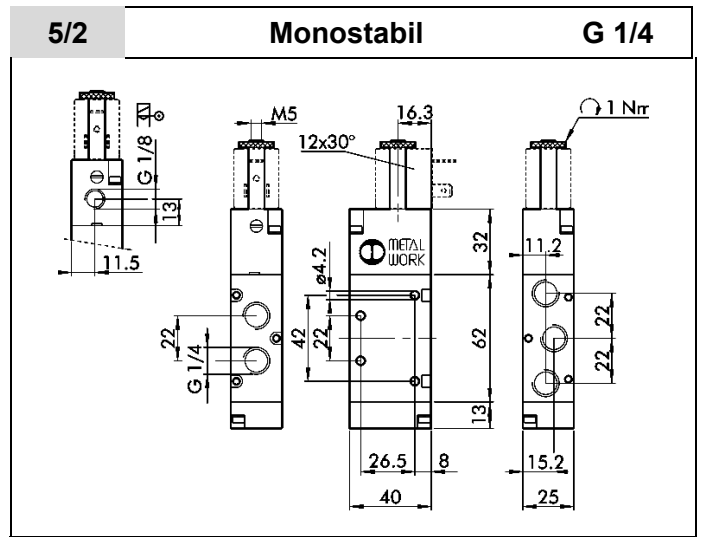 5/2 Monostabil G 1/4
M5
16.3
1 Nm
12x30°
G 1/8
13
11.5
METAL
WORK
32
11.2
ø4.2
22
G 1/4
42
22
62
22
22
13
26.5
8
15.2
40
25